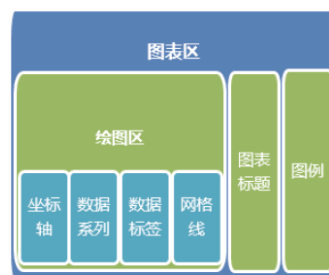 图表区
绘图区
坐标
轴
数据
系列
数据
标签
网格
线
图表
标题
图例